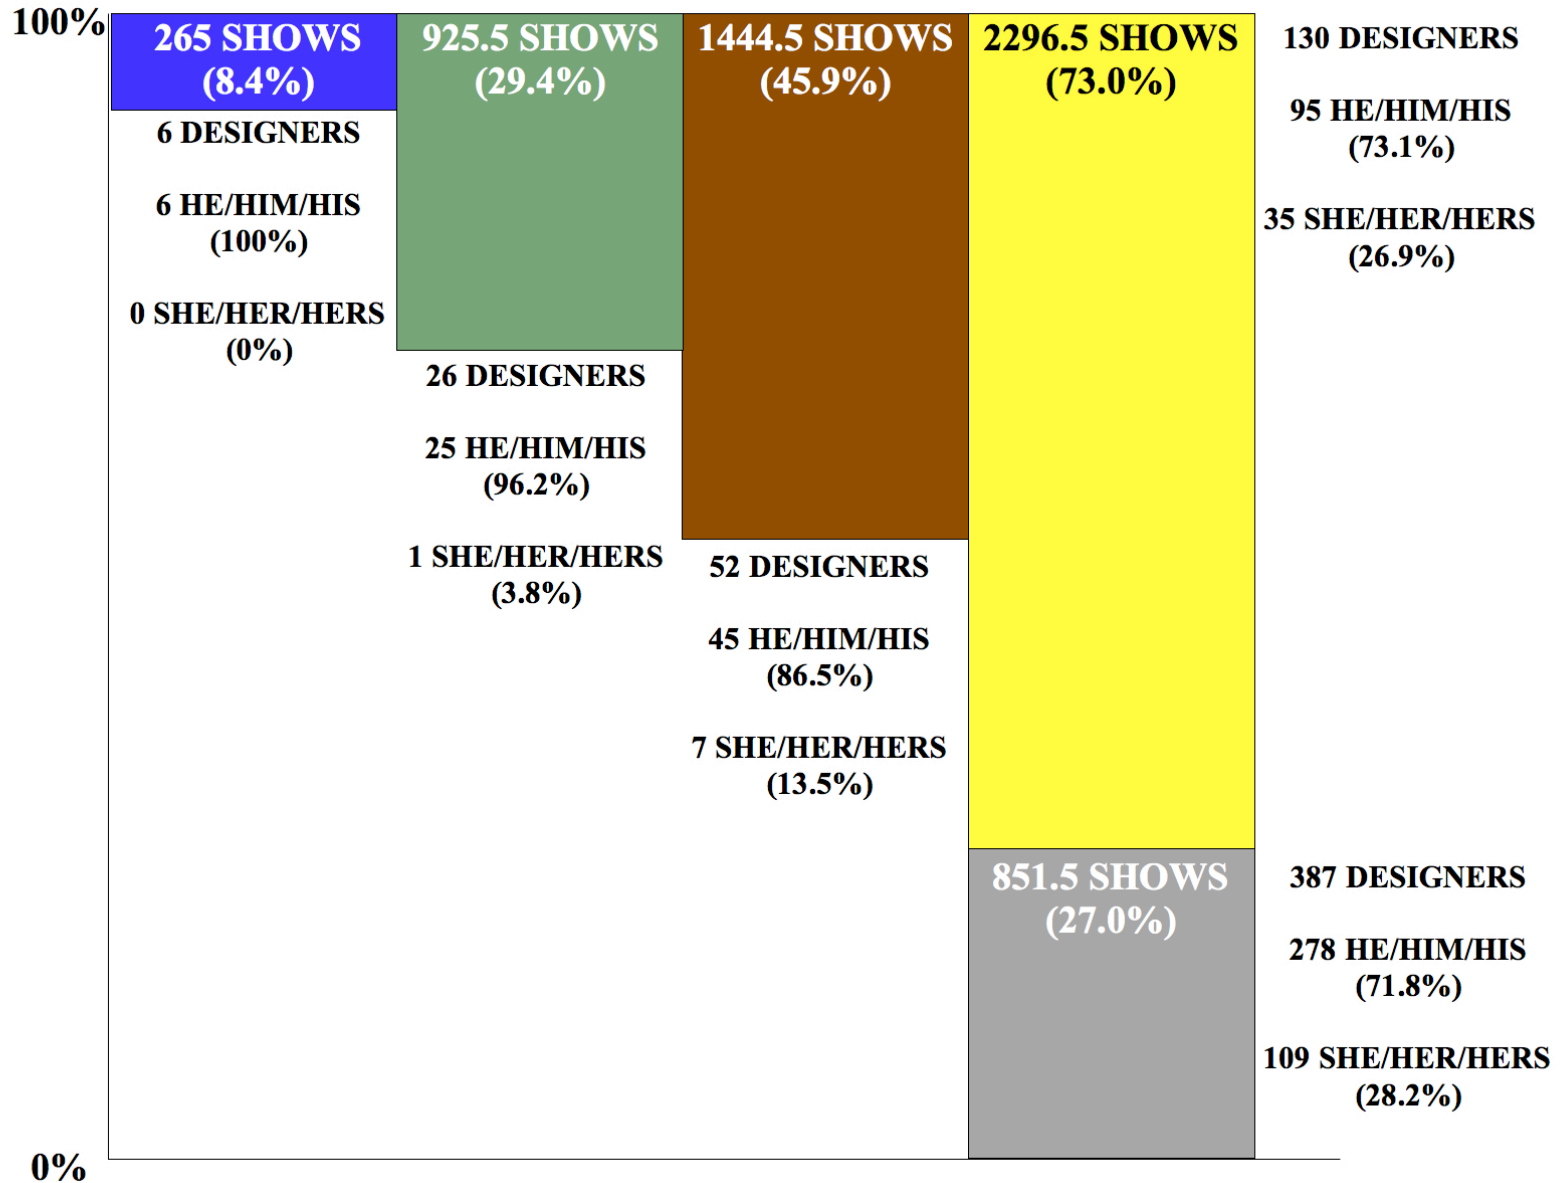 100%
265 SHOWS
(8.4%)
6 DESIGNERS
6 HE/HIM/HIS
(100%)
0 SHE/HER/HERS
(0%)
925.5 SHOWS
(29.4%)
26 DESIGNERS
25 HE/HIM/HIS
(96.2%)
1 SHE/HER/HERS
(3.8%)
1444.5 SHOWS
(45.9%)
52 DESIGNERS
45 HE/HIM/HIS
(86.5%)
7 SHE/HER/HERS
(13.5%)
2296.5 SHOWS
(73.0%)
130 DESIGNERS
95 HE/HIM/HIS
(73.1%)
35 SHE/HER/HERS
(26.9%)
851.5 SHOWS
(27.0%)
387 DESIGNERS
278 HE/HIM/HIS
(71.8%)
109 SHE/HER/HERS
(28.2%)
0%